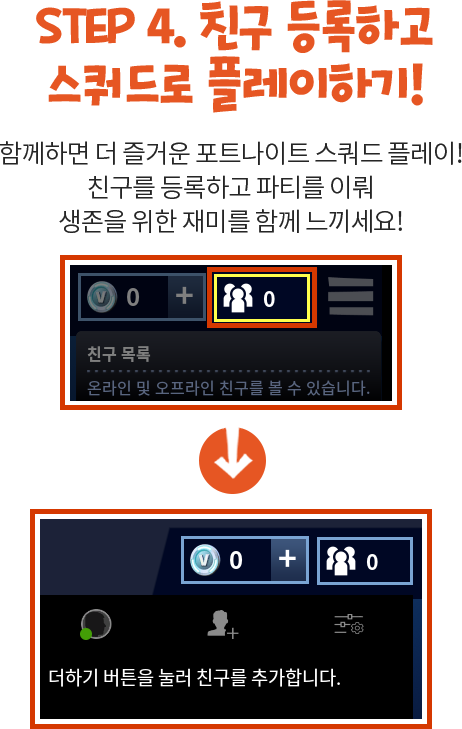 STEP 4. 친구 등록하고
스쿼드로 플레이하기!
함께하면 더 즐거운 포트나이트 스쿼드 플레이!
친구를 등록하고 파티를 이뤄
생존을 위한 재미를 함께 느끼세요!
V 0 + 0
친구 목록
온라인 및 오프라인 친구를 볼 수 있습니다.
V 0 + 0
더하기 버튼을 눌러 친구를 추가합니다.